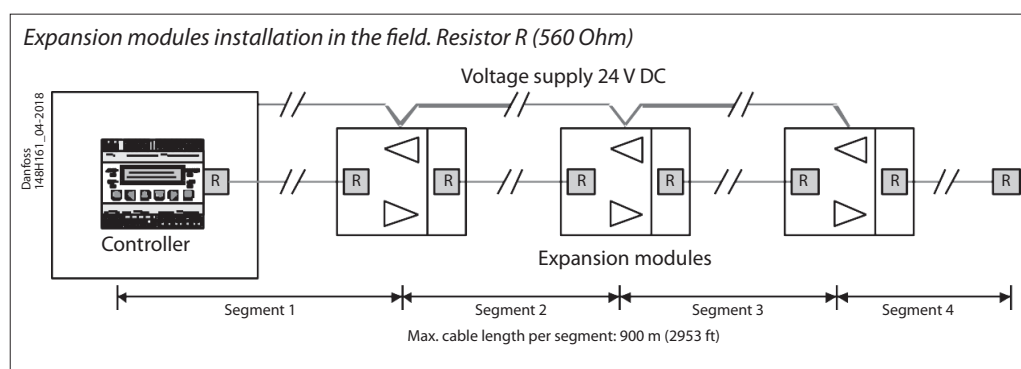 Expansion modules installation in the field. Resistor R (560 Ohm)
Voltage supply 24 V DC
Danfoss
148H161_04-2018
R
R
R
R
R
R
R
R
Controller
Expansion modules
Segment 1
Segment 2
Segment 3
Segment 4
Max. cable length per segment: 900 m (2953 ft)